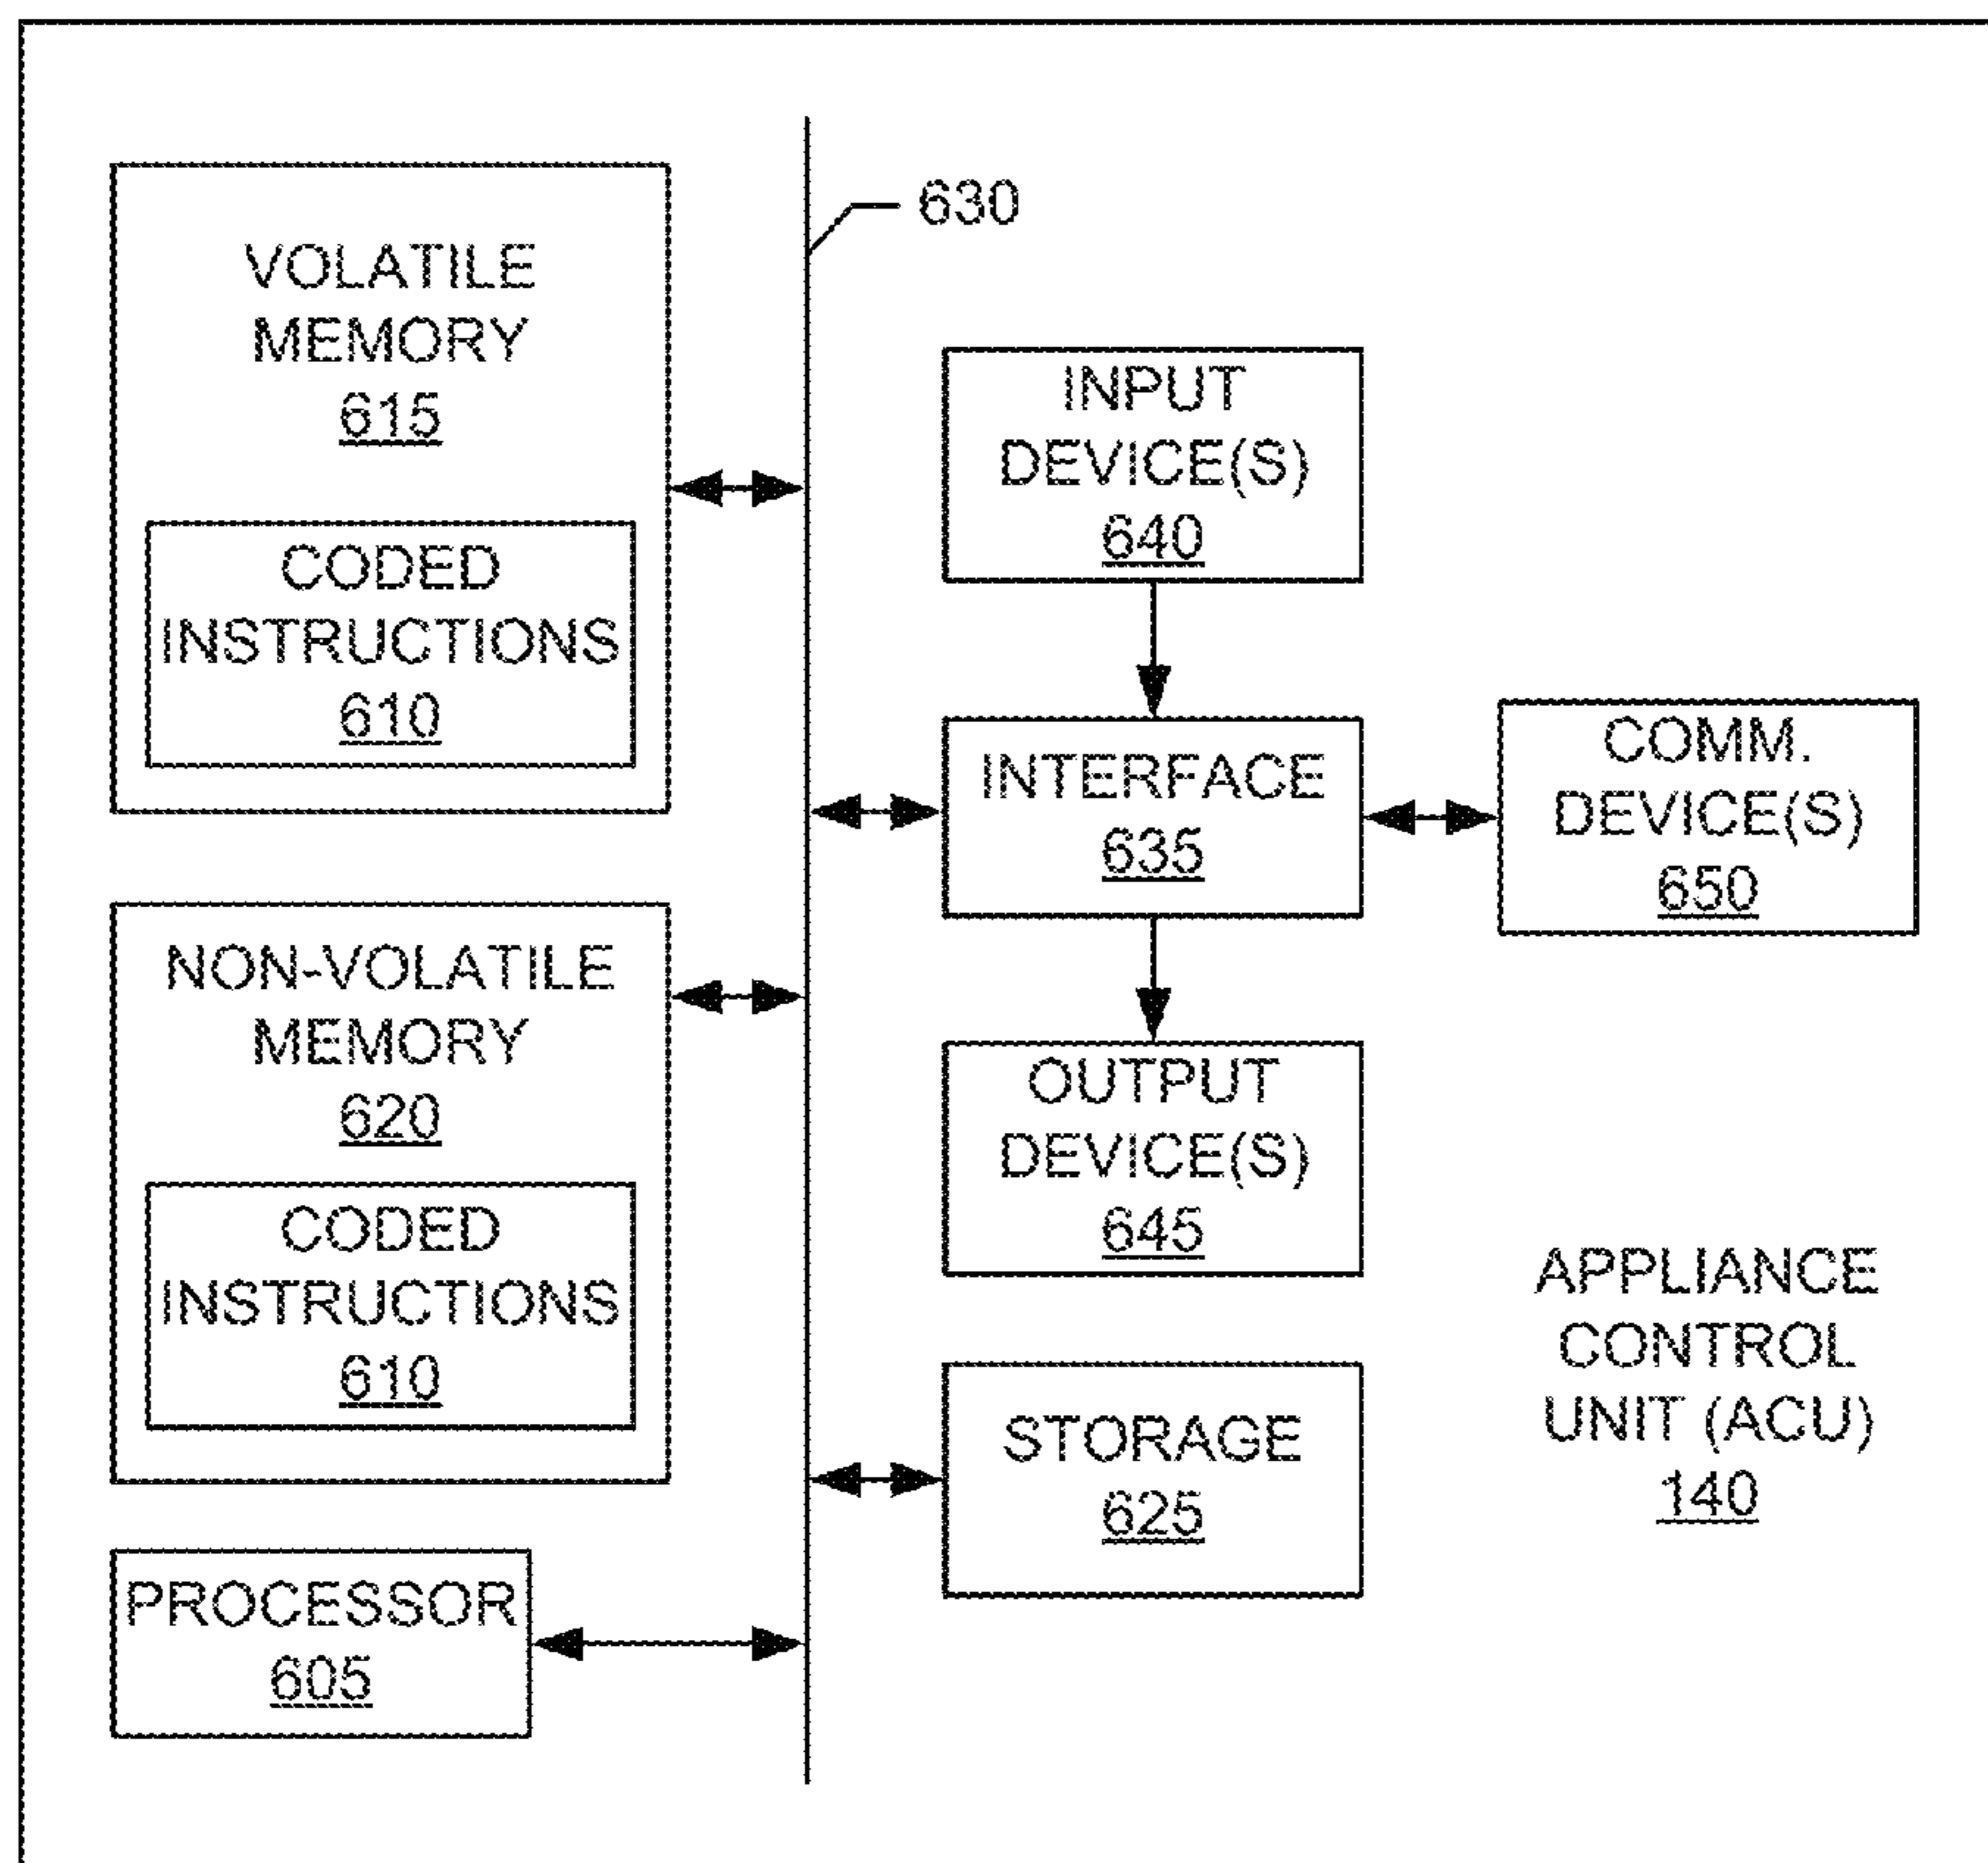 VOLATILE
MEMORY
615
CODED
INSTRUCTIONS
610
NON-VOLATILE
MEMORY
620
CODED
INSTRUCTIONS
610
PROCESSOR
605
630
INPUT
DEVICE(S)
640
INTERFACE
635
COMM.
DEVICE(S)
650
OUTPUT
DEVICE(S)
645
STORAGE
625
APPLIANCE
CONTROL
UNIT (ACU)
140